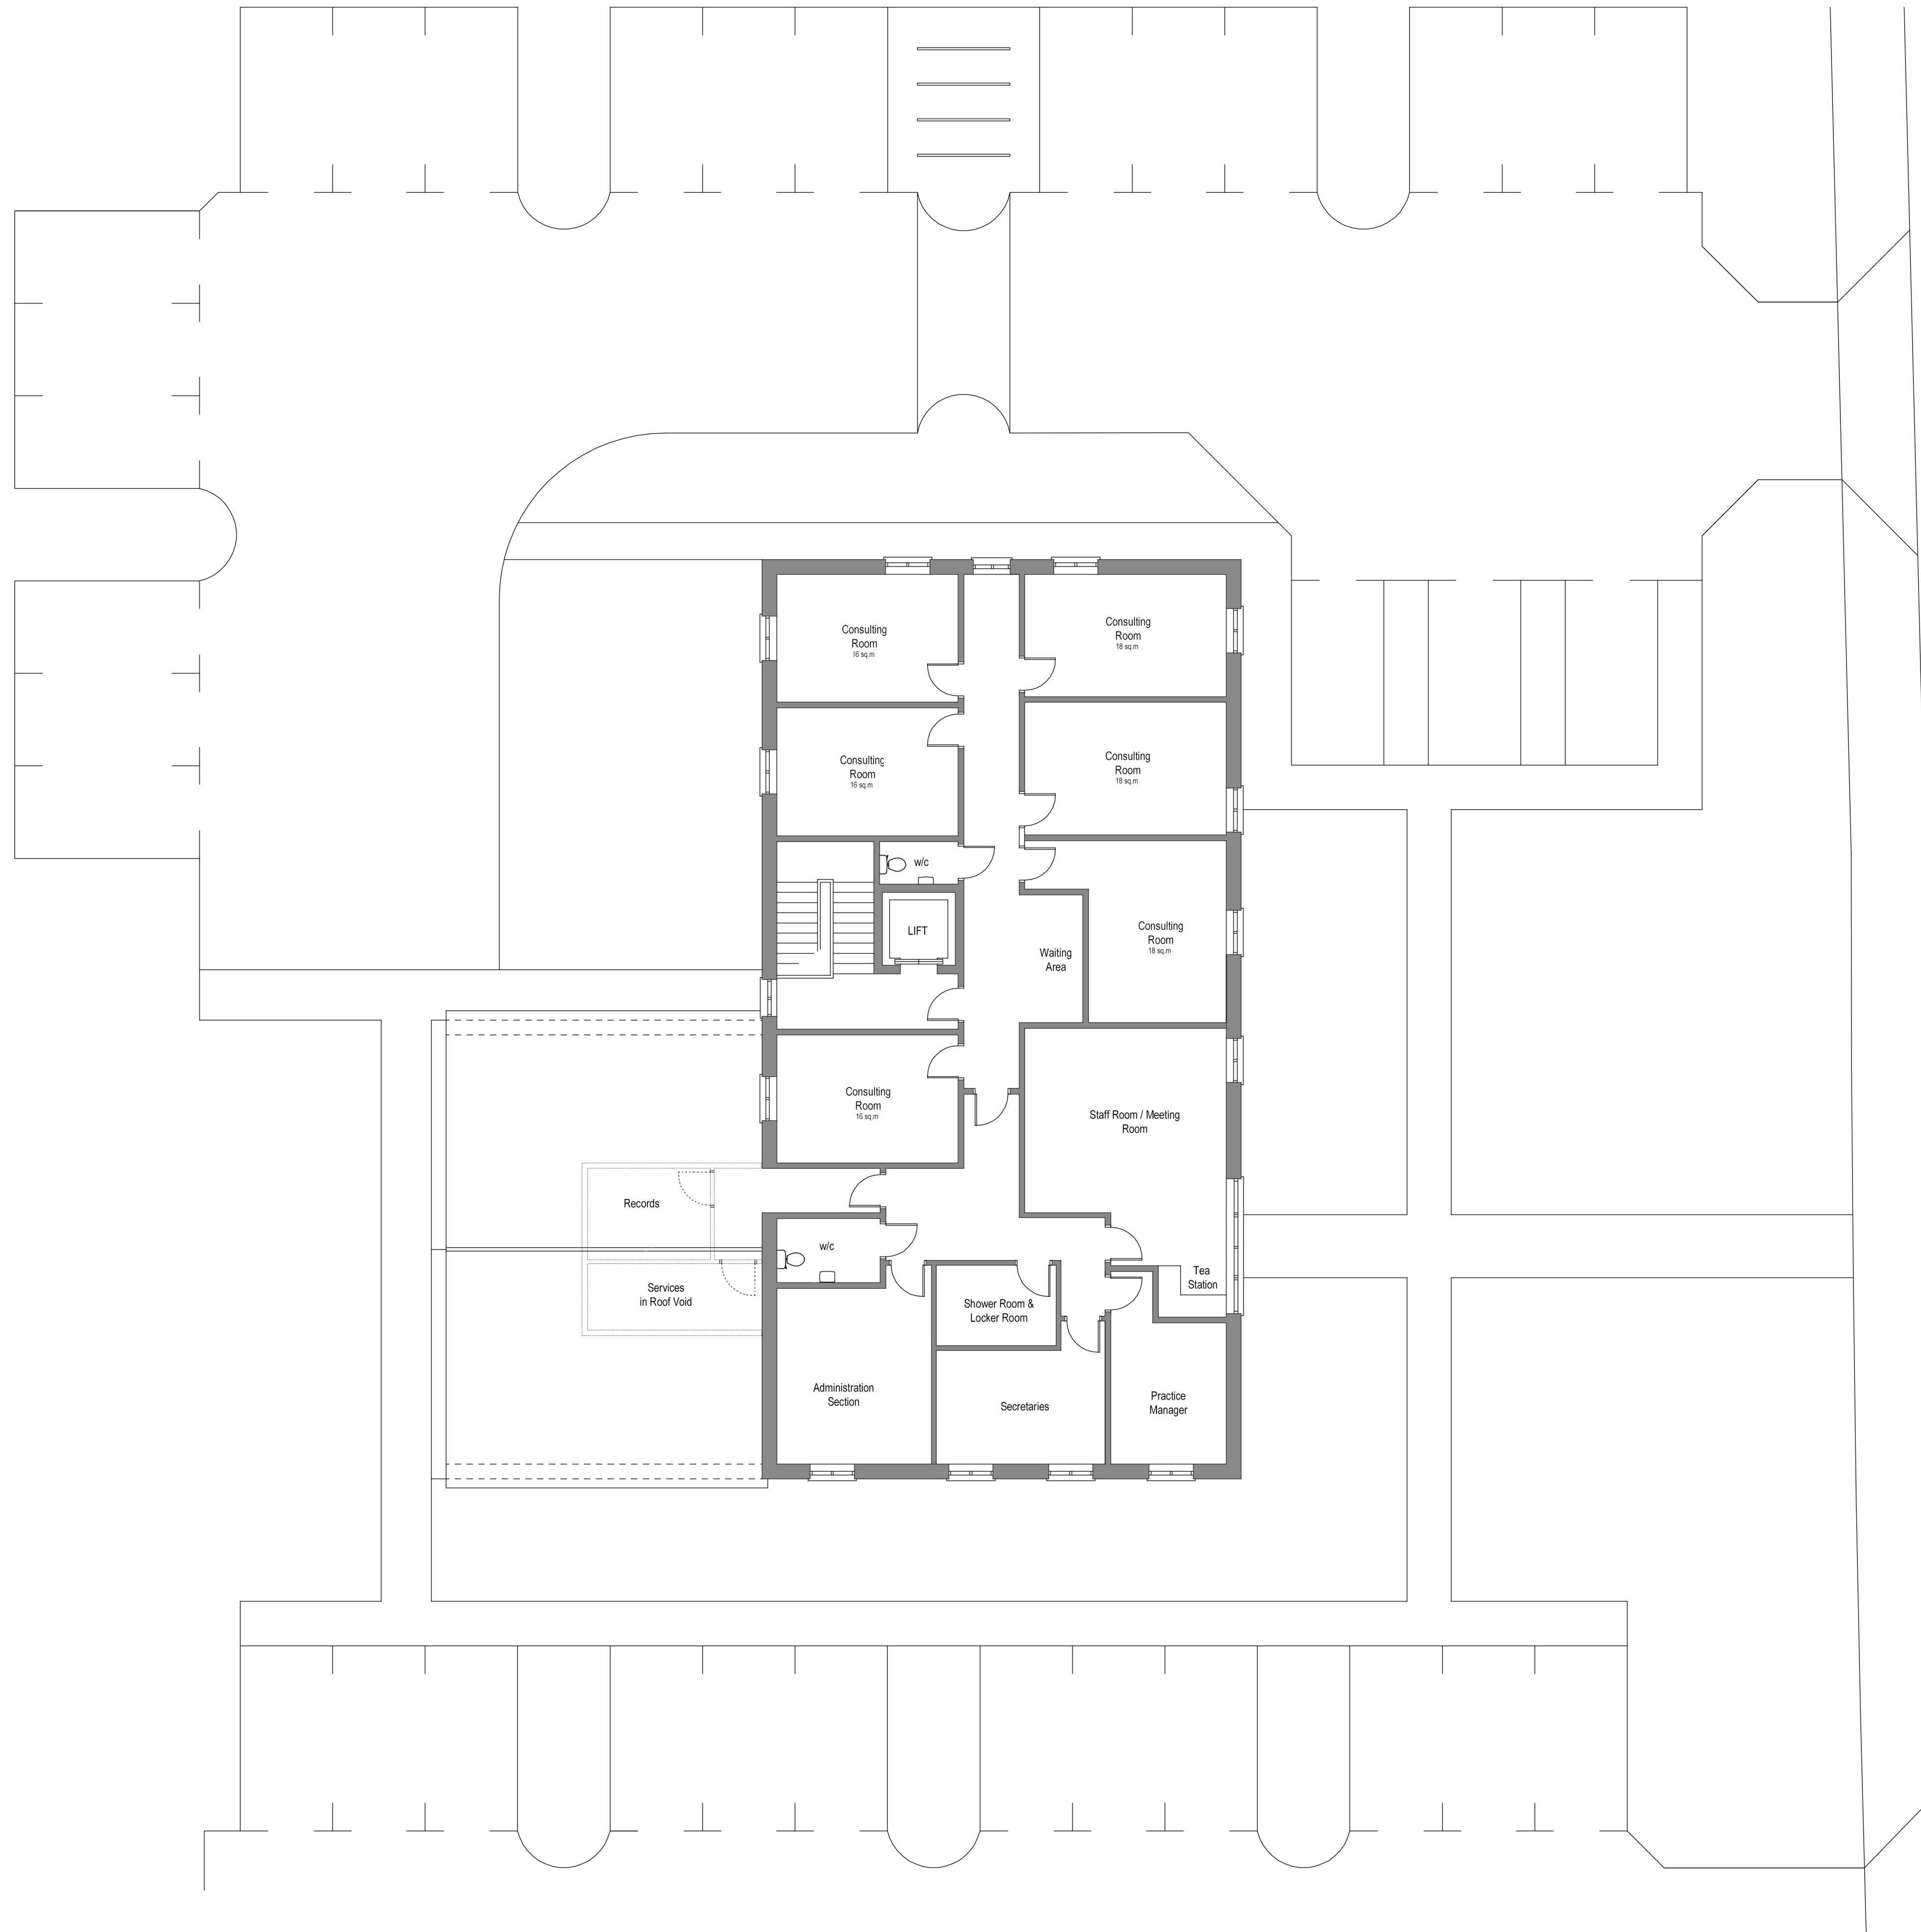 Consulting
Room
16 sq.m
Consulting
Room
18 sq.m
Consulting
Room
16 sq.m
Consulting
Room
18 sq.m
w/c
LIFT
Waiting
Area
Consulting
Room
18 sq.m
Consulting
Room
16 sq.m
Staff Room / Meeting
Room
Records
w/c
Services
in Roof Void
Tea
Station
Shower Room &
Locker Room
Administration
Section
Secretaries
Practice
Manager